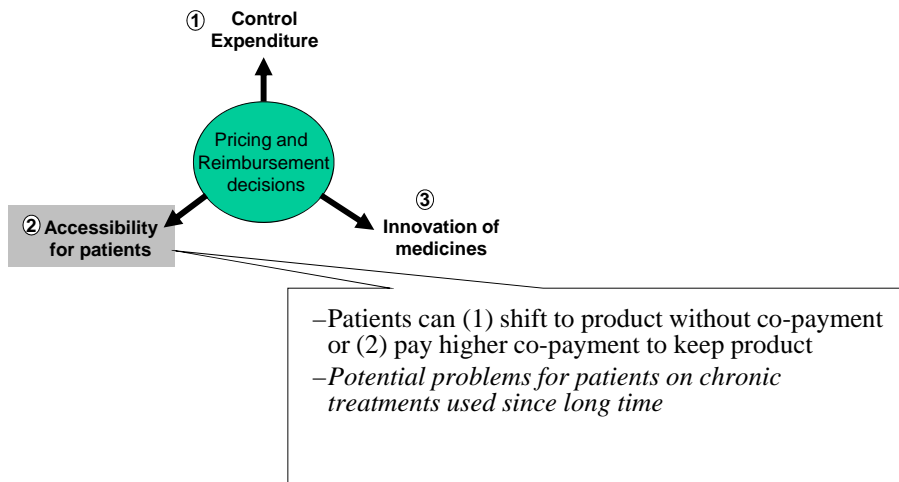 ① Control
Expenditure
Pricing and
Reimbursement
decisions
② Accessibility
for patients
③
Innovation of
medicines
–Patients can (1) shift to product without co-payment
or (2) pay higher co-payment to keep product
–Potential problems for patients on chronic
treatments used since long time